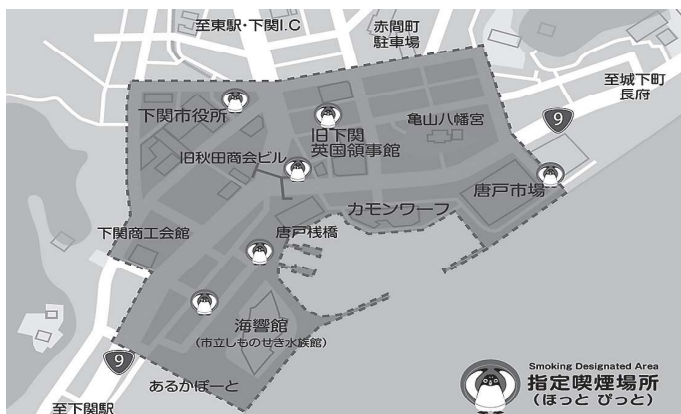 至東駅・下関I.C
赤間町
駐車場
至城下町
長府
9
下関市役所
旧下関
英国領事館
亀山八幡宮
旧秋田商会ビル
唐戸市場
カモンワーフ
下関商工会館
唐戸桟橋
海響館
(市立しものせき水族館)
9
あるかぽーと
至下関駅
Smoking Designated Area
指定喫煙場所
(ほっと ぴっと)